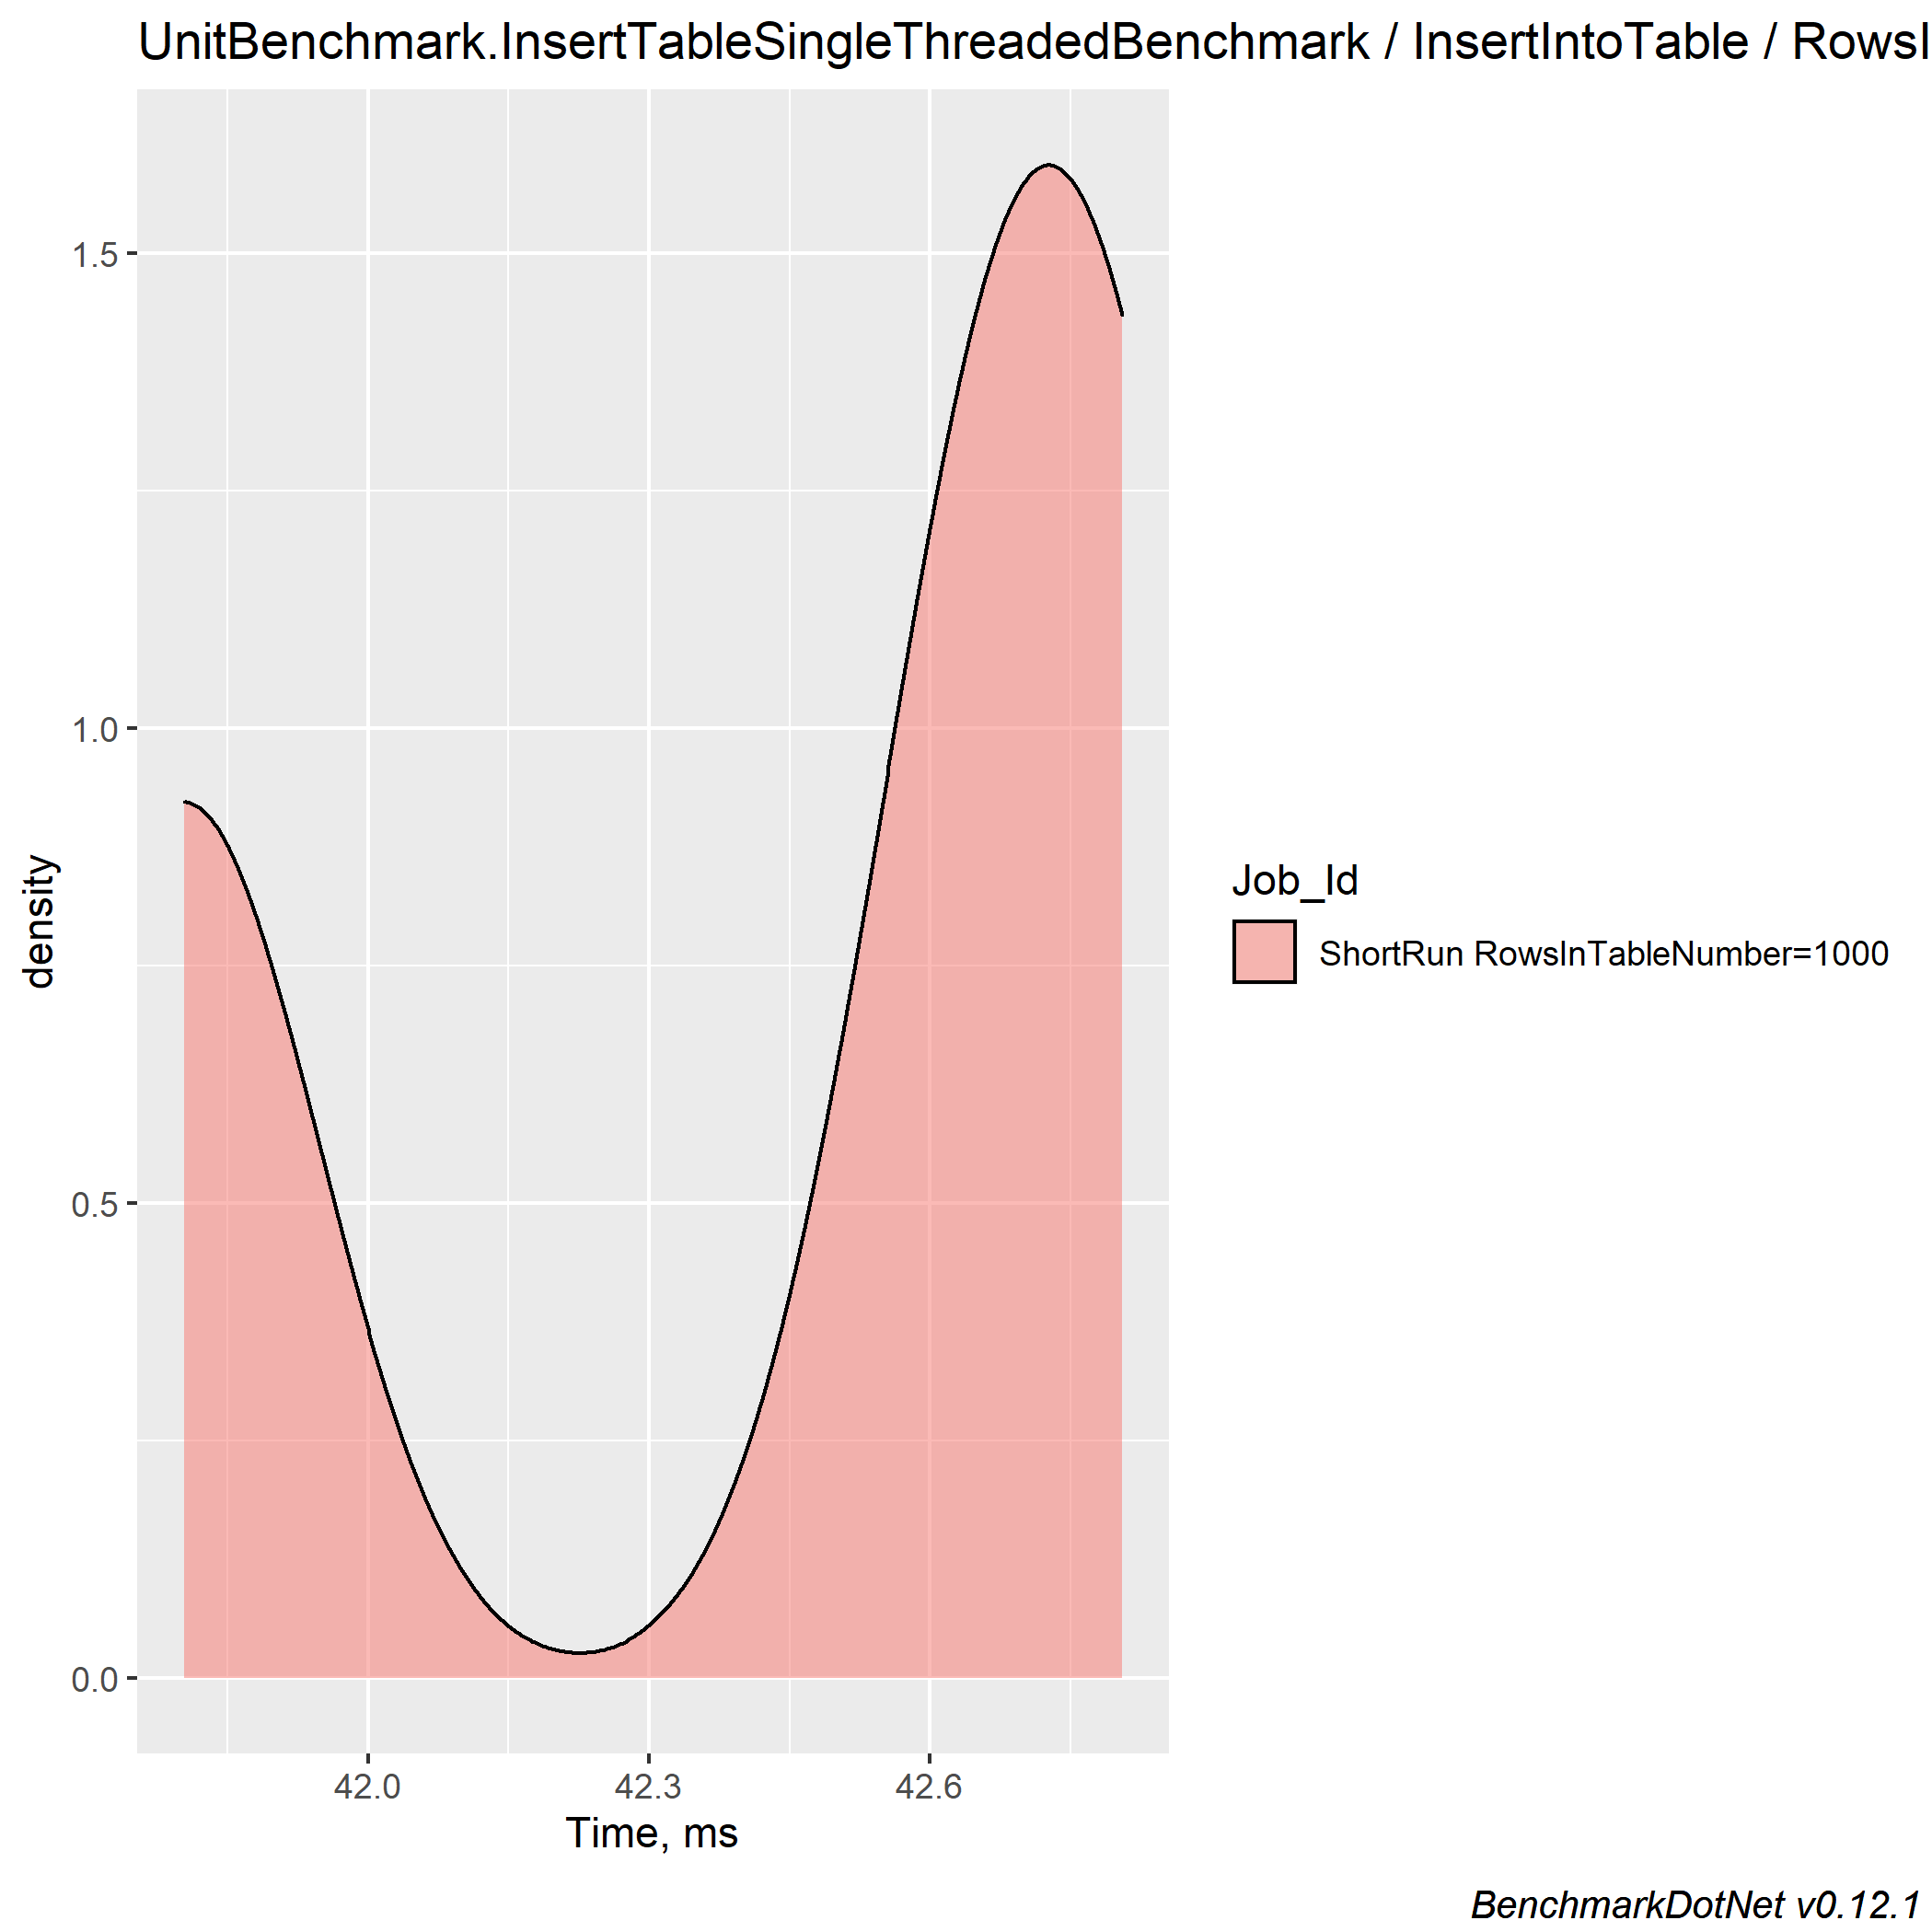 UnitBenchmark.InsertTableSingleThreadedBenchmark / InsertIntoTable / RowsI
1.5
1.0
0.5
0.0
density
42.0 42.3 42.6
Time, ms
Job_Id
ShortRun RowsInTableNumber=1000
BenchmarkDotNet v0.12.1